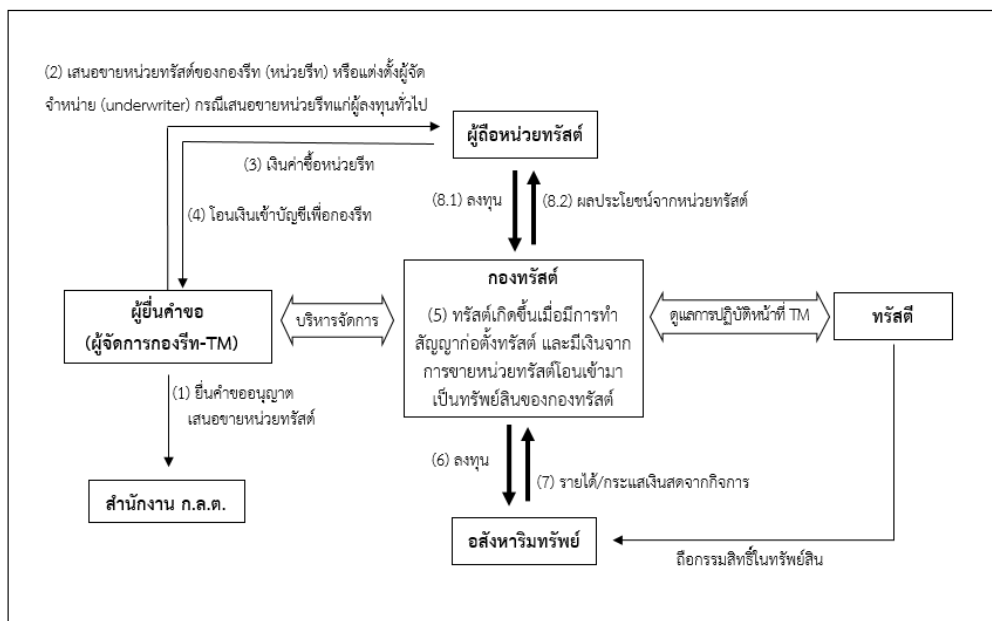 (2) เสนอขายหน่วยทรัสต์ของกองรีท (หน่วยรีท) หรือแต่งตั้งผู้จัด
จำหน่าย (underwriter) กรณีเสนอขายหน่วยรีทแก่ผู้ลงทุนทั่วไป
ผู้ถือหน่วยทรัสต์
(3) เงินค่าซื้อหน่วยรีท
(4) โอนเงินเข้าบัญชีเพื่อกองรีท
(8.1) ลงทุน
(8.2) ผลประโยชน์จากหน่วยทรัสต์
ผู้ยื่นคำขอ
(ผู้จัดการกองรีท-TM)
บริหารจัดการ
กองทรัสต์
(5) ทรัสต์เกิดขึ้นเมื่อมีการทำ
สัญญาก่อตั้งทรัสต์ และมีเงินจาก
การขายหน่วยทรัสต์โอนเข้ามา
เป็นทรัพย์สินของกองทรัสต์
ดูแลการปฏิบัติหน้าที่ TM
ทรัสตี
(1) ยื่นคำขออนุญาต
เสนอขายหน่วยทรัสต์
(6) ลงทุน
(7) รายได้/กระแสเงินสดจากกิจการ
สำนักงาน ก.ล.ต.
อสังหาริมทรัพย์
ถือกรรมสิทธิ์ในทรัพย์สิน